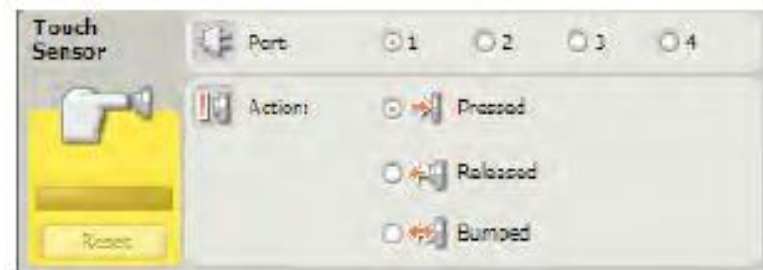 Touch
Sensor
Port 1 2 3 4
Action: Pressed
Released
Bumped
Reset